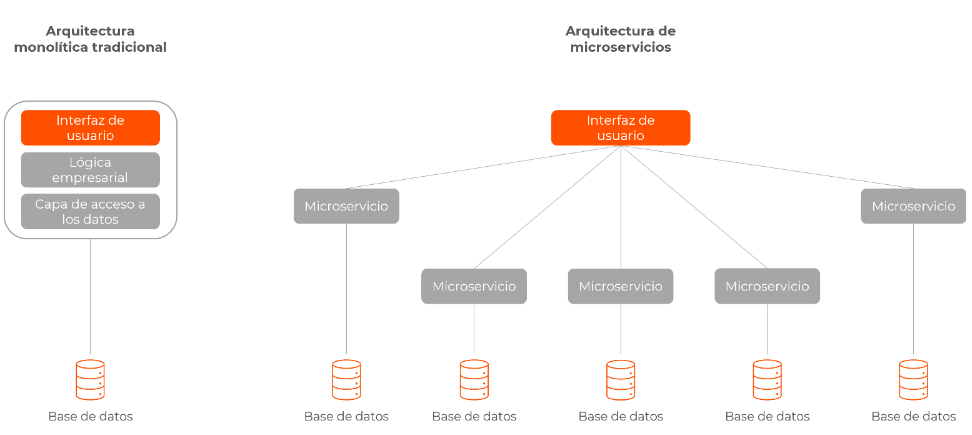 Arquitectura
monolítica tradicional
Arquitectura de
microservicios
Interfaz de
usuario
Lógica
empresarial
Capa de acceso a
los datos
Interfaz de
usuario
Microservicio
Microservicio
Microservicio
Microservicio
Microservicio
Base de datos
Base de datos
Base de datos
Base de datos
Base de datos
Base de datos